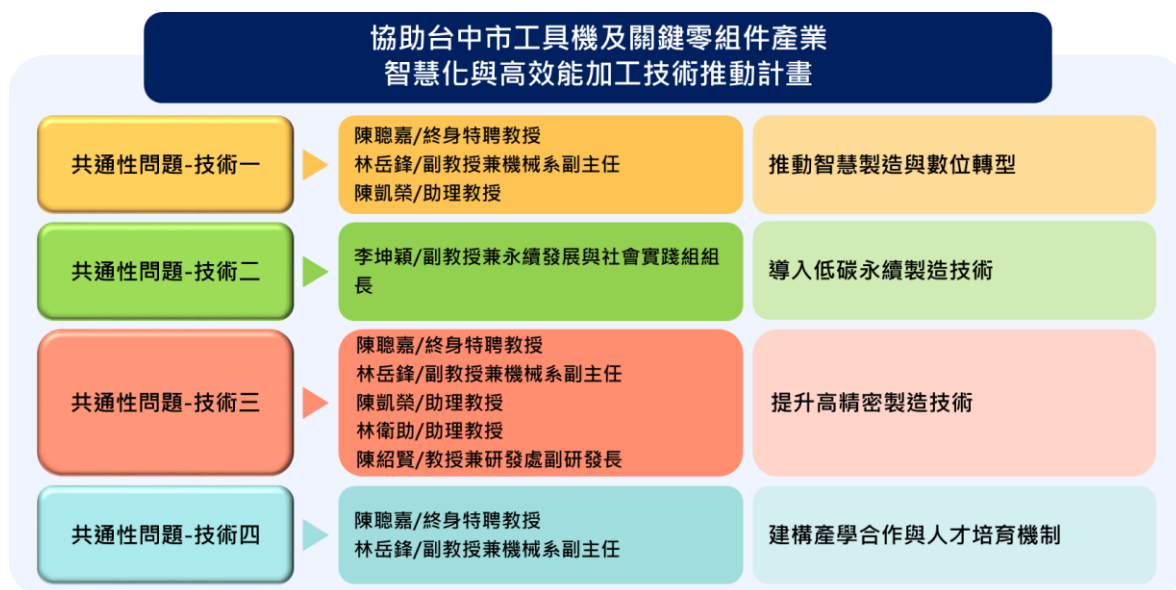 協助台中市工具機及關鍵零組件產業
智慧化與高效能加工技術推動計畫
共通性問題-技術一
陳聰嘉/終身特聘教授
林岳鋒/副教授兼機械系副主任
陳凱榮/助理教授
推動智慧製造與數位轉型
共通性問題-技術二
李坤穎/副教授兼永續發展與社會實踐組組
長
導入低碳永續製造技術
共通性問題-技術三
陳聰嘉/終身特聘教授
林岳鋒/副教授兼機械系副主任
陳凱榮/助理教授
林衛助/助理教授
陳紹賢/教授兼研發處副研發長
提升高精密製造技術
共通性問題-技術四
陳聰嘉/終身特聘教授
林岳鋒/副教授兼機械系副主任
建構產學合作與人才培育機制